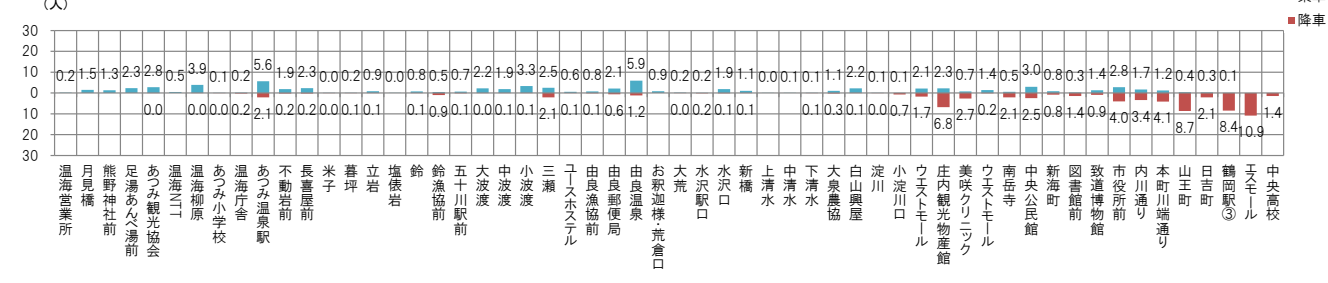 （人）
降車
30
20
10
0
10
20
30
0.2 1.5 1.3 2.3 2.8 0.5 3.9 0.1 0.2 5.6 1.9 2.3 0.0 0.2 0.9 0.0 0.8 0.5 0.7 2.2 1.9 3.3 2.5 0.6 0.8 2.1 5.9 0.9 0.2 0.2 1.9 1.1 0.0 0.1 0.1 1.1 2.2 0.1 0.1 2.1 2.3 0.7 1.4 0.5 3.0 0.8 0.3 1.4 2.8 1.7 1.2 0.4 0.3 0.1
0.0 0.0 0.0 0.2 2.1 0.2 0.2 0.0 0.1 0.1 0.1 0.9 0.1 0.0 0.1 0.1 2.1 0.1 0.1 0.6 1.2 0.0 0.2 0.1 0.1 0.1 0.3 0.1 0.0 0.7 1.7 6.8 2.7 0.2 2.1 2.5 0.8 1.4 0.9 4.0 3.4 4.1 8.7 2.1 8.4 10.9 1.4
温海営業所
月見橋
熊野神社前
足湯あんべ湯前
あつみ観光協会
温海NTT
温海柳原
あつみ小学校
温海庁舎
あつみ温泉駅
不動岩前
長喜屋前
米子
暮坪
立岩
塩俵岩
鈴
鈴漁協前
五十川駅前
大波渡
中波渡
小波渡
三瀬
ユースホステル
由良漁協前
由良郵便局
由良温泉
お釈迦様・荒倉口
大荒
水沢駅口
水沢口
新橋
上清水
中清水
下清水
大泉農協
白山興屋
淀川
小淀川口
ウエストモール
庄内観光物産館
美咲クリニック
ウエストモール
南岳寺
中央公民館
新海町
図書館前
致道博物館
市役所前
内川通り
本町川端通り
山王町
日吉町
鶴岡駅③
エスモール
中央高校